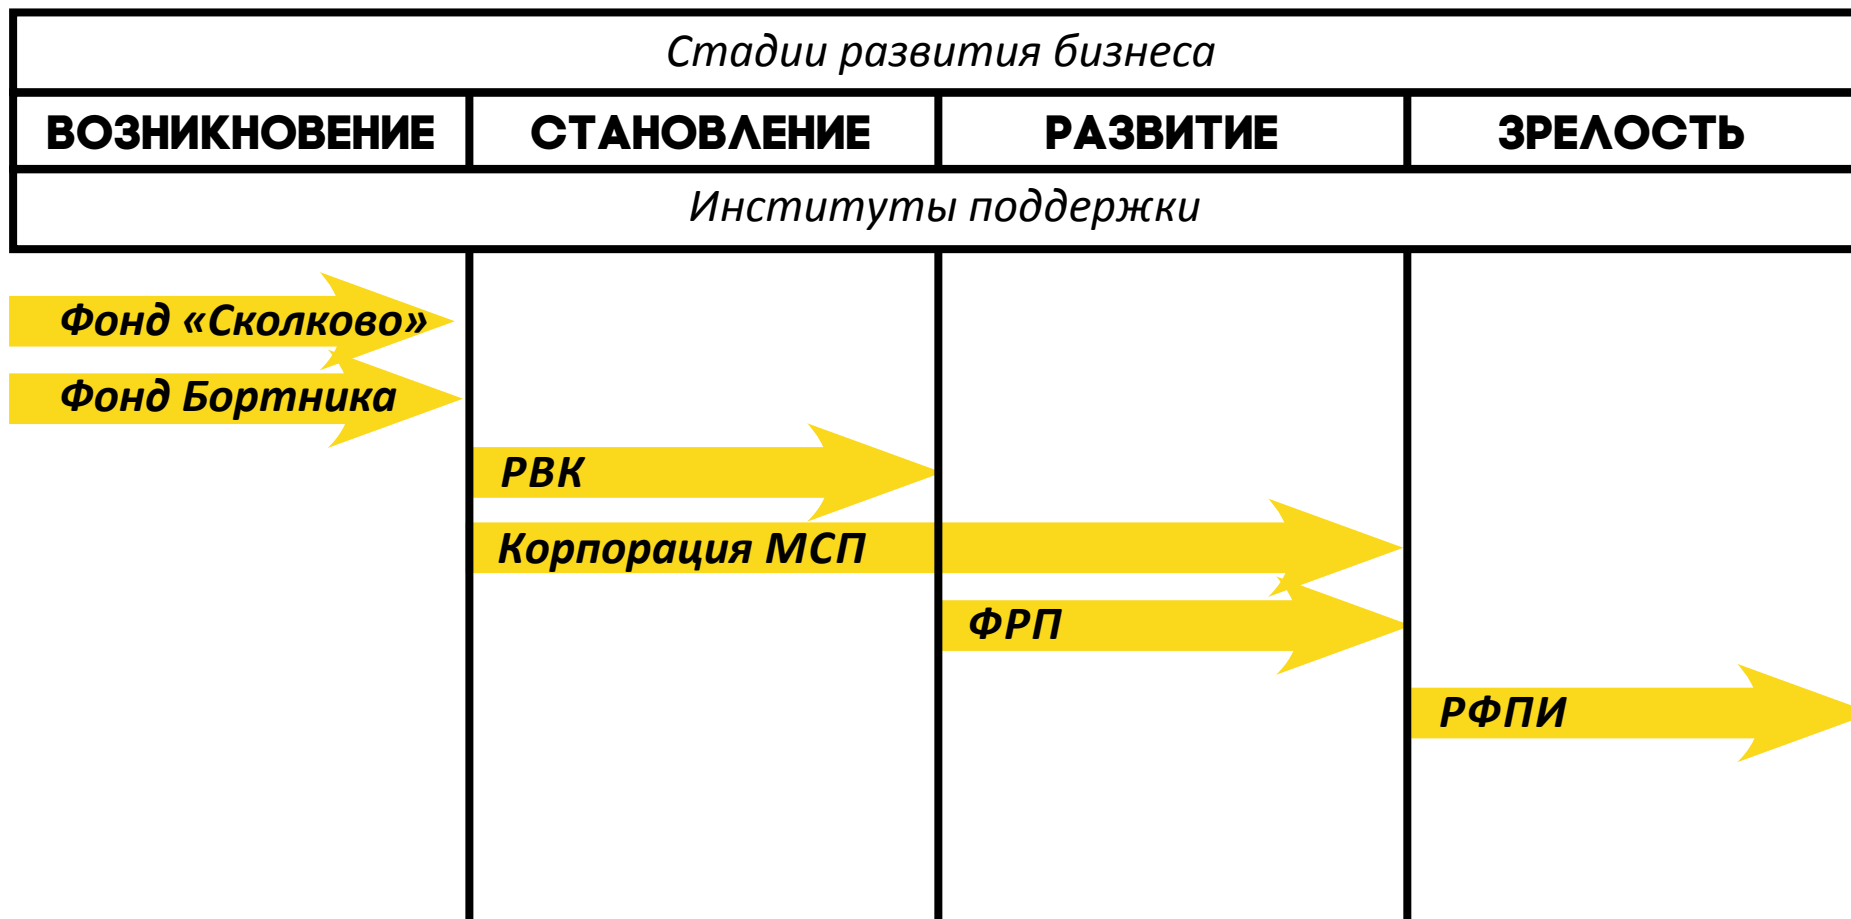 Стадии развития бизнеса
ВОЗНИКНОВЕНИЕ
СТАНОВЛЕНИЕ
РАЗВИТИЕ
ЗРЕЛОСТЬ
Институты поддержки
Фонд «Сколково»
Фонд Бортника
РВК
Корпорация МСП
ФРП
РФПИ